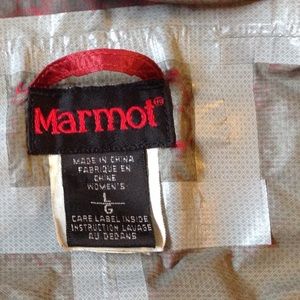 Marmot®
MADE IN CHINA
FABRIQUE EN
CHINE
WOMEN'S
L
G
CARE LABEL INSIDE
INSTRUCTION LAVAGE
AU DEDANS